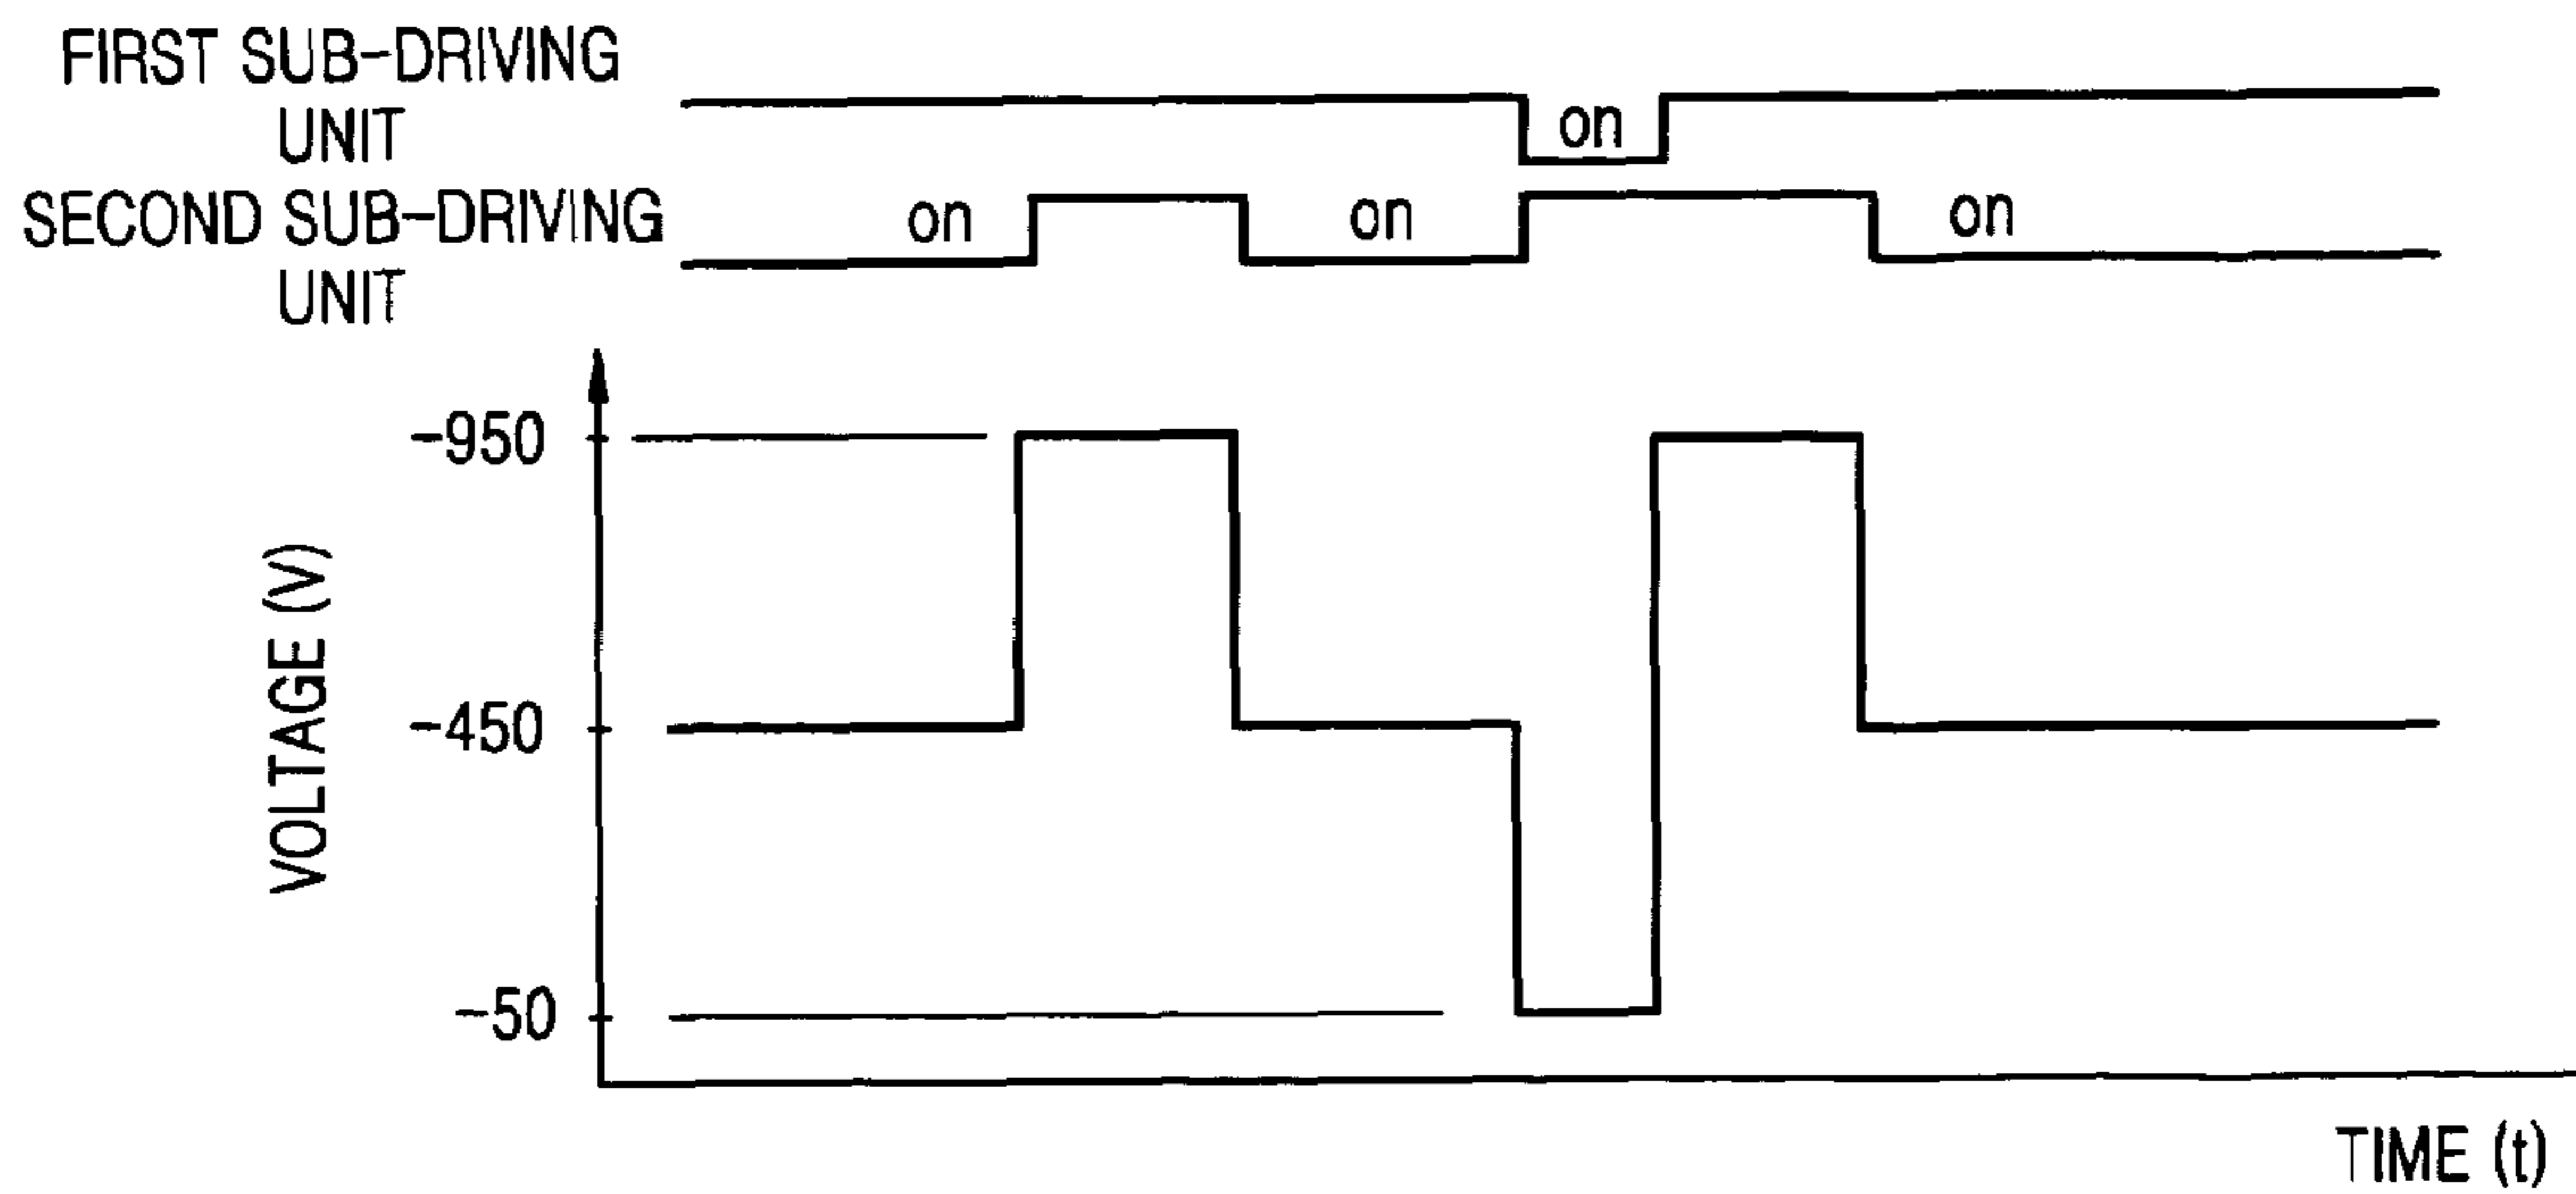 FIRST SUB-DRIVING
UNIT
on
SECOND SUB-DRIVING
UNIT
on
on
on
-950
-450
-50
VOLTAGE (V)
TIME (t)